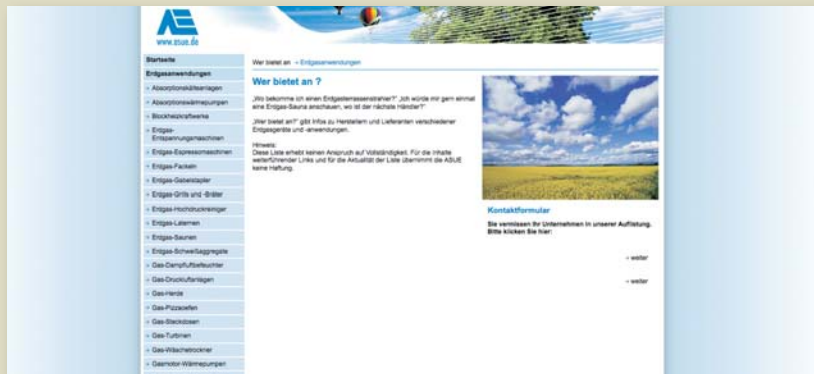 www.asue.de
Startseite
Erdgasanwendungen
Absorptionskälteanlagen
Absorptionswärmepumpen
Blockheizkraftwerke
Erdgas-
Entspannungsmaschinen
Erdgas-Espressomaschinen
Erdgas-Fackeln
Erdgas-Gabelstapler
Erdgas-Grills und -Bräter
Erdgas-Hochdruckreiniger
Erdgas-Laternen
Erdgas-Saunen
Erdgas-Schweißaggregate
Gas-Dampfluftbefeuchter
Gas-Druckluftanlagen
Gas-Herde
Gas-Pizzaoefen
Gas-Steckdosen
Gas-Turbinen
Gas-Wäschetrockner
Gasmotor-Wärmepumpen
Wer bietet an » Erdgasanwendungen
Wer bietet an ?
„Wo bekomme ich einen Erdgasterrassenstrahler?" „Ich würde mir gern einmal
eine Erdgas-Sauna anschauen, wo ist der nächste Händler?"
„Wer bietet an?" gibt Infos zu Herstellern und Lieferanten verschiedener
Erdgasgeräte und -anwendungen.
Hinweis:
Diese Liste erhebt keinen Anspruch auf Vollständigkeit. Für die Inhalte
weiterführender Links und für die Aktualität der Liste übernimmt die ASUE
keine Haftung.
Kontaktformular
Sie vermissen Ihr Unternehmen in unserer Auflistung.
Bitte klicken Sie hier:
» weiter
» weiter